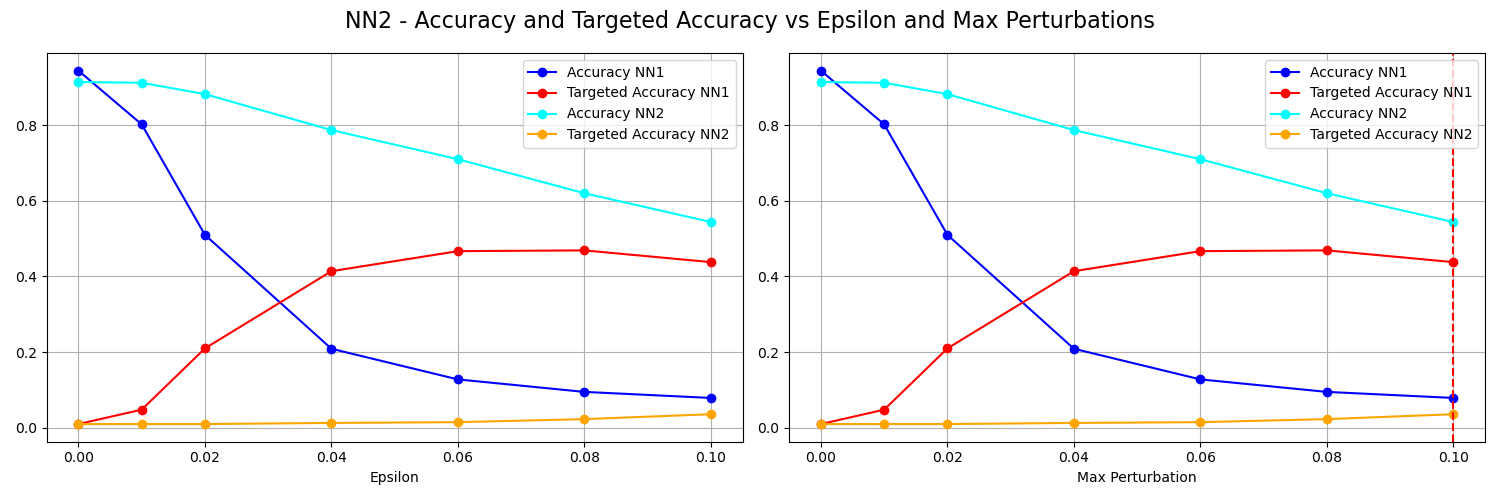 NN2 - Accuracy and Targeted Accuracy vs Epsilon and Max Perturbations
Accuracy NN1
Targeted Accuracy NN1
Accuracy NN2
Targeted Accuracy NN2
0.8
0.6
0.4
0.2
0.0
0.00 0.02 0.04 0.06 0.08 0.10
Epsilon
Accuracy NN1
Targeted Accuracy NN1
Accuracy NN2
Targeted Accuracy NN2
0.8
0.6
0.4
0.2
0.0
0.00 0.02 0.04 0.06 0.08 0.10
Max Perturbation